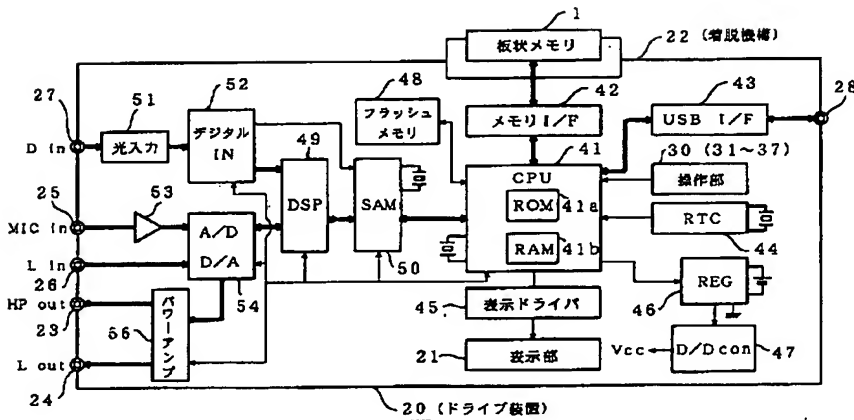 1
板状メモリ
22 (着脱機構)
27
51
52
48
42
43
28
D in
光入力
デジタル
IN
フラッシュ
メモリ
メモリI/F
USB I/F
49
41
30 (31~37)
25
53
CPU
操作部
MIC in
A/D
D/A
DSP
SAM
ROM
41a
RTC
L in
RAM
41b
44
26
54
50
HP out
23
56
パワーアンプ
45
表示ドライバ
46
REG
L out
24
21
表示部
Vcc
D/Dcon
47
20 (ドライブ装置)